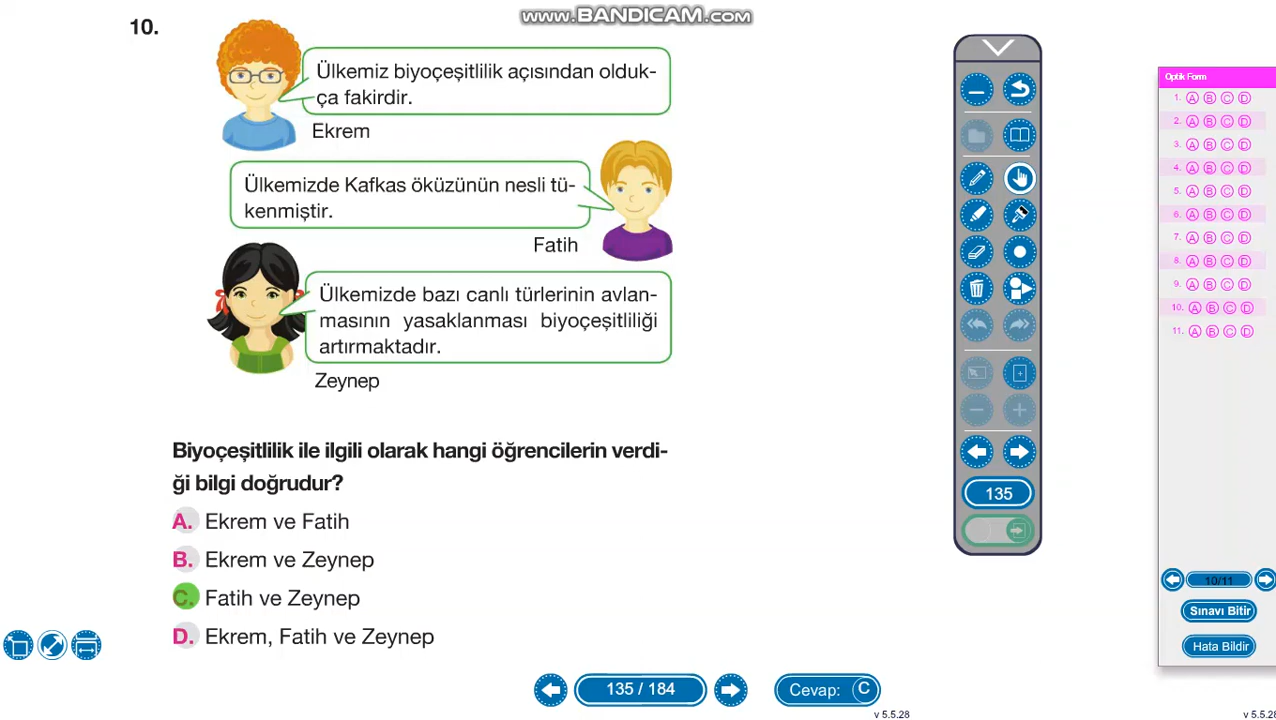 www.BANDICAM.com
10.
Ülkemiz biyoçeşitlilik açısından olduk-
ça fakirdir.
Ekrem
Ülkemizde Kafkas öküzünün nesli tü-
kenmiştir.
Fatih
Ülkemizde bazı canlı türlerinin avlan-
masının yasaklanması biyoçeşitliliği
artırmaktadır.
Zeynep
Biyoçeşitlilik ile ilgili olarak hangi öğrencilerin verdi-
ği bilgi doğrudur?
A. Ekrem ve Fatih
B. Ekrem ve Zeynep
C. Fatih ve Zeynep
D. Ekrem, Fatih ve Zeynep
135 / 184
Cevap: C
v 5.5.28
135
Optik Form
1. A B C D
2. A B C D
3. A B C D
4. A B C D
5. A B C D
6. A B C D
7. A B C D
8. A B C D
9. A B C D
10. A B C D
11. A B C D
10/11
Sınavı Bitir
Hata Bildir
v 5.5.28